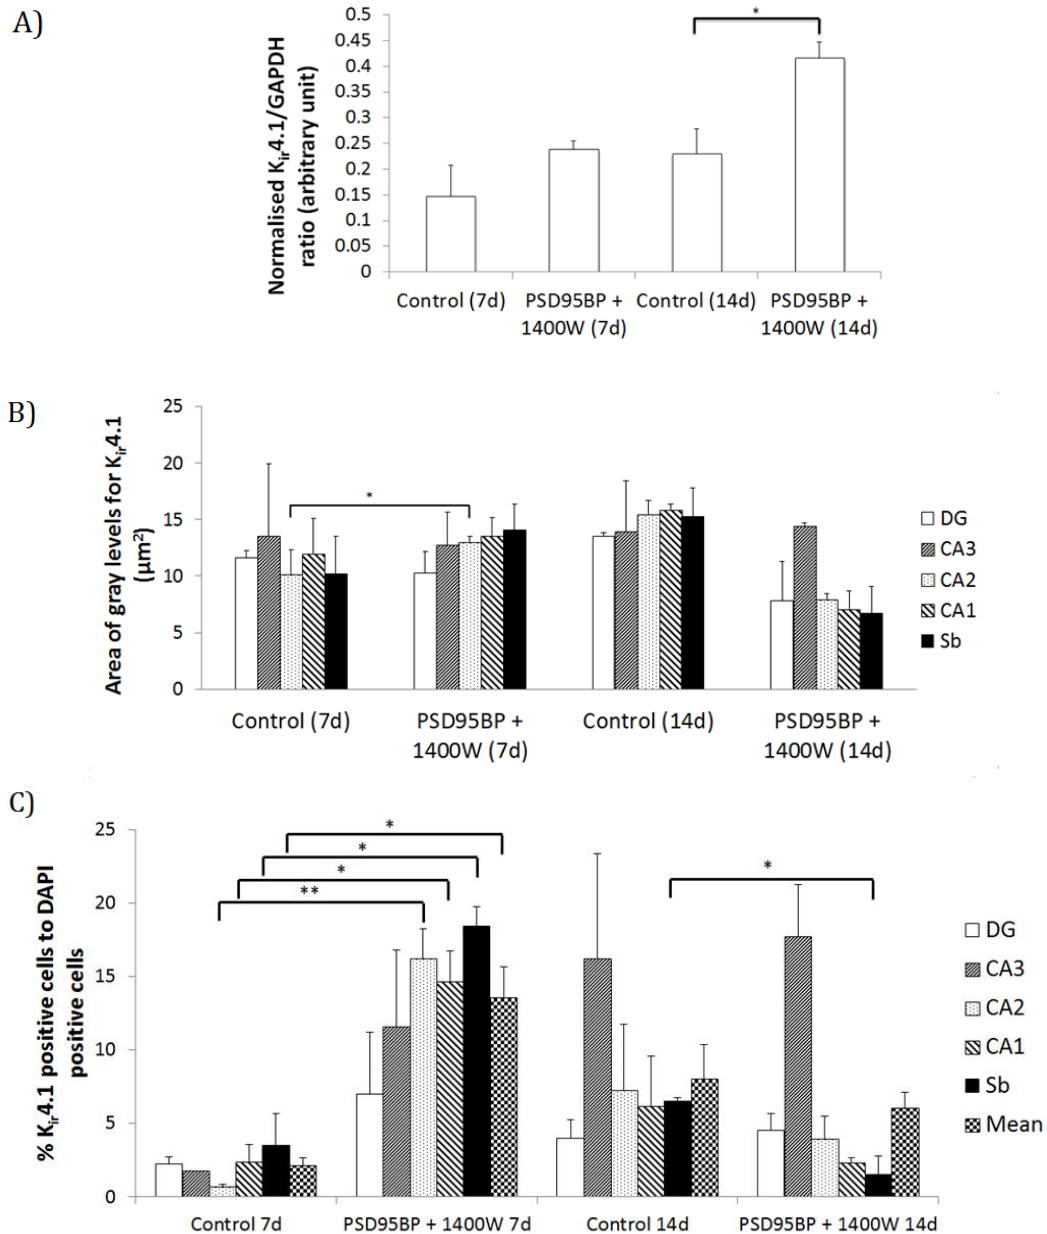 A)
Normalised Kir4.1/GAPDH
ratio (arbitrary unit)
0.5
0.45
0.4
0.35
0.3
0.25
0.2
0.15
0.1
0.05
0
*
Control (7d)
PSD95BP +
1400W (7d)
Control (14d)
PSD95BP +
1400W (14d)
B)
Area of gray levels for Kir4.1
(µm²)
25
20
15
10
5
0
*
Control (7d)
PSD95BP +
1400W (7d)
Control (14d)
PSD95BP +
1400W (14d)
DG
CA3
CA2
CA1
Sb
C)
% Kir4.1 positive cells to DAPI
positive cells
25
20
15
10
5
0
*
*
*
**
*
Control 7d
PSD95BP + 1400W 7d
Control 14d
PSD95BP + 1400W 14d
DG
CA3
CA2
CA1
Sb
Mean